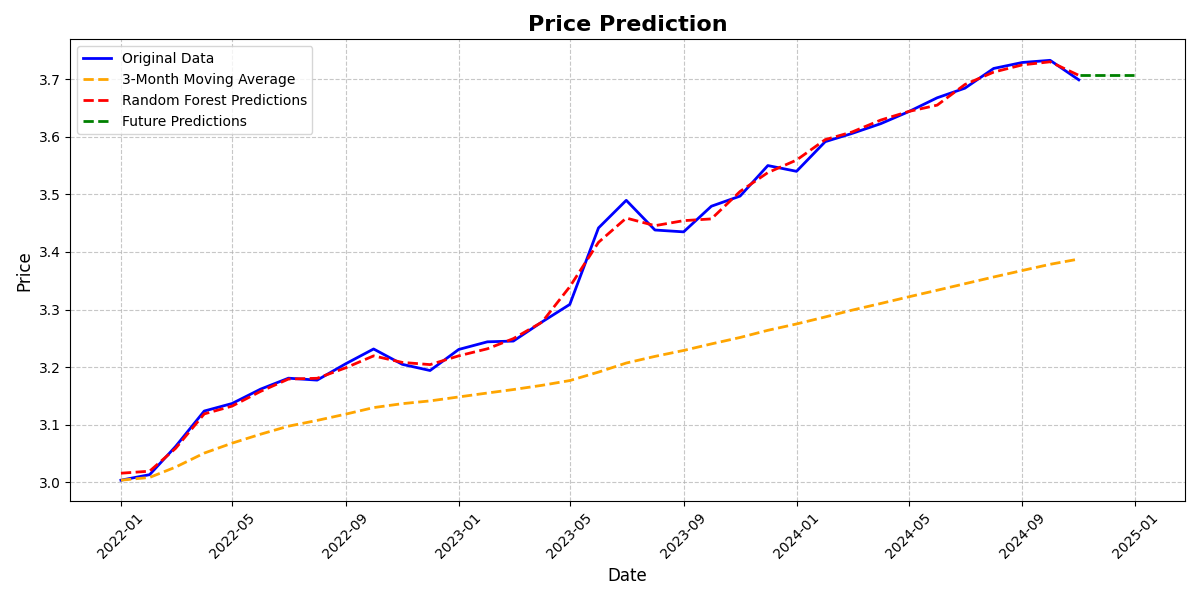 Price Prediction
Original Data
3-Month Moving Average
Random Forest Predictions
Future Predictions
Price
3.7
3.6
3.5
3.4
3.3
3.2
3.1
3.0
2022-01
2022-05
2022-09
2023-01
2023-05
2023-09
2024-01
2024-05
2024-09
2025-01
Date